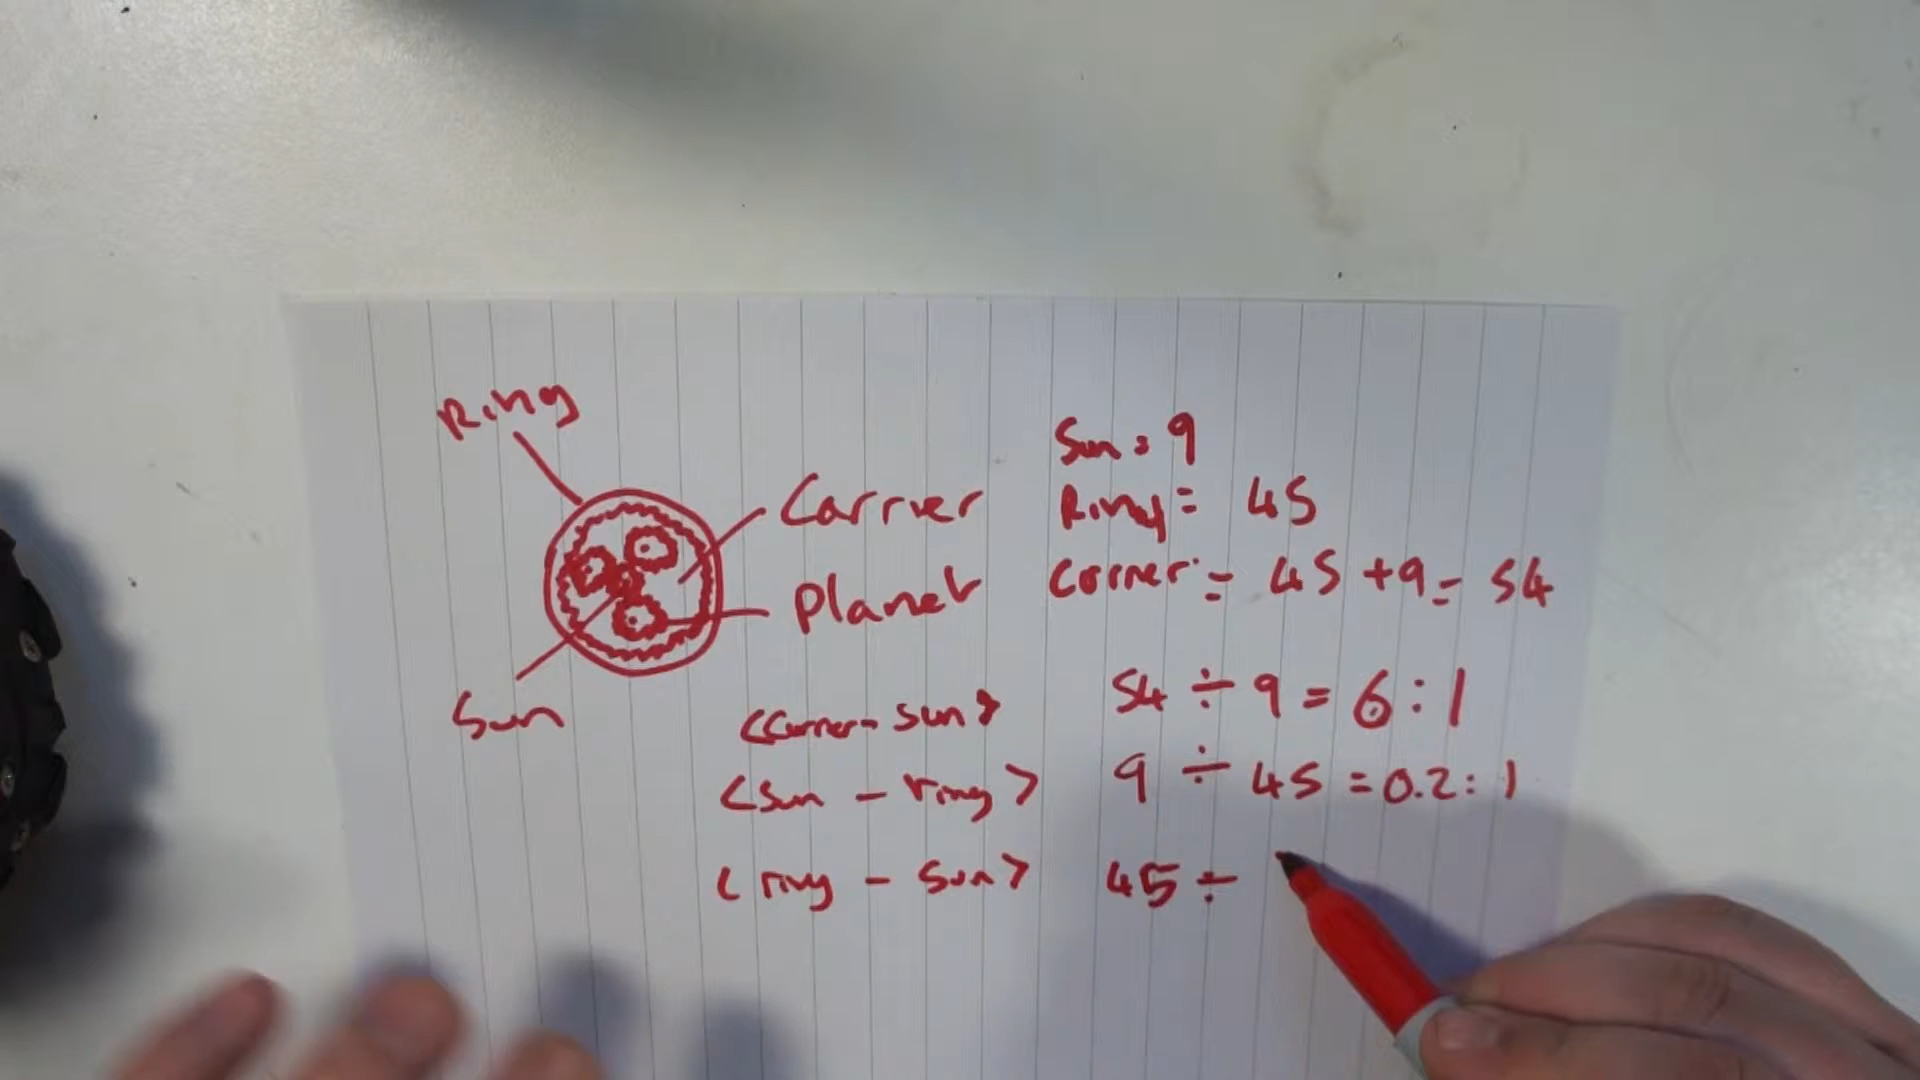 Ring
Carrier
Planet
Sun
Sun = 9
Ring = 45
Carrier = 45 + 9 = 54
<Carrier - Sun> 54 ÷ 9 = 6 : 1
<Sun - ring> 9 ÷ 45 = 0.2 : 1
<ring - Sun> 45 ÷